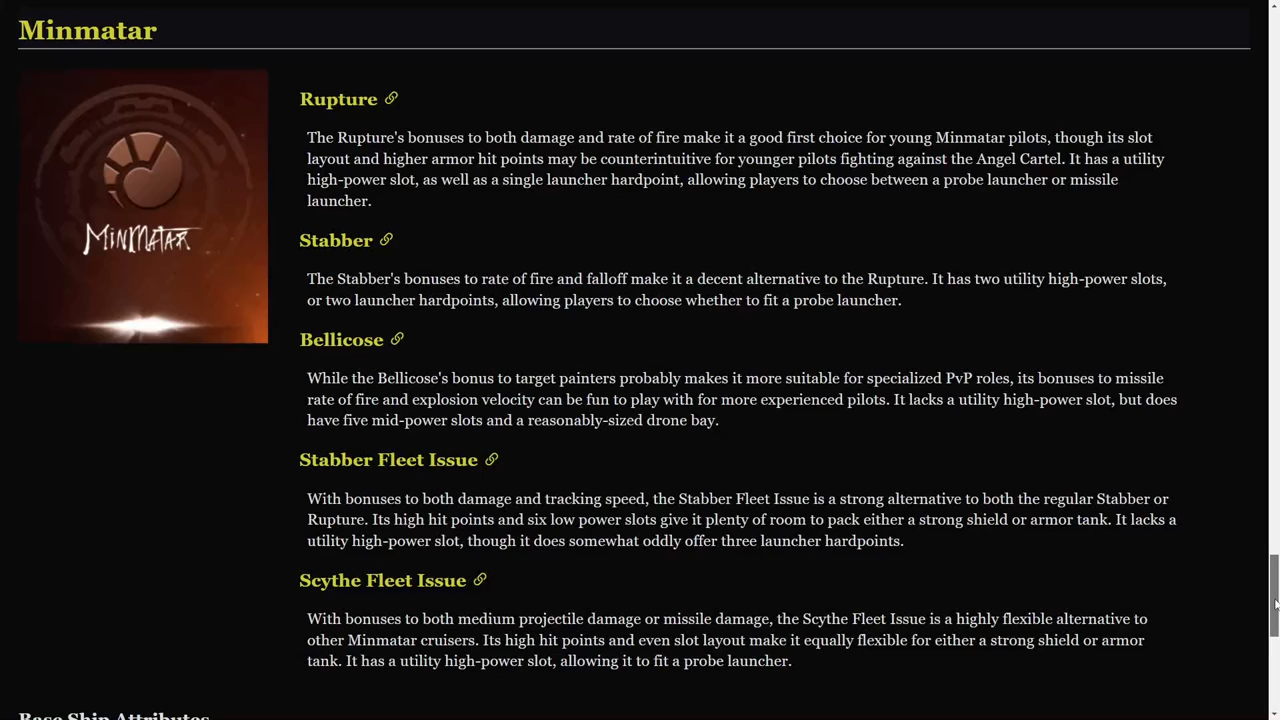 Minmatar
MINMATAR
Rupture
The Rupture's bonuses to both damage and rate of fire make it a good first choice for young Minmatar pilots, though its slot
layout and higher armor hit points may be counterintuitive for younger pilots fighting against the Angel Cartel. It has a utility
high-power slot, as well as a single launcher hardpoint, allowing players to choose between a probe launcher or missile
launcher.
Stabber
The Stabber's bonuses to rate of fire and falloff make it a decent alternative to the Rupture. It has two utility high-power slots,
or two launcher hardpoints, allowing players to choose whether to fit a probe launcher.
Bellicose
While the Bellicose's bonus to target painters probably makes it more suitable for specialized PvP roles, its bonuses to missile
rate of fire and explosion velocity can be fun to play with for more experienced pilots. It lacks a utility high-power slot, but does
have five mid-power slots and a reasonably-sized drone bay.
Stabber Fleet Issue
With bonuses to both damage and tracking speed, the Stabber Fleet Issue is a strong alternative to both the regular Stabber or
Rupture. Its high hit points and six low power slots give it plenty of room to pack either a strong shield or armor tank. It lacks a
utility high-power slot, though it does somewhat oddly offer three launcher hardpoints.
Scythe Fleet Issue
With bonuses to both medium projectile damage or missile damage, the Scythe Fleet Issue is a highly flexible alternative to
other Minmatar cruisers. Its high hit points and even slot layout make it equally flexible for either a strong shield or armor
tank. It has a utility high-power slot, allowing it to fit a probe launcher.
Base Ship Attributes